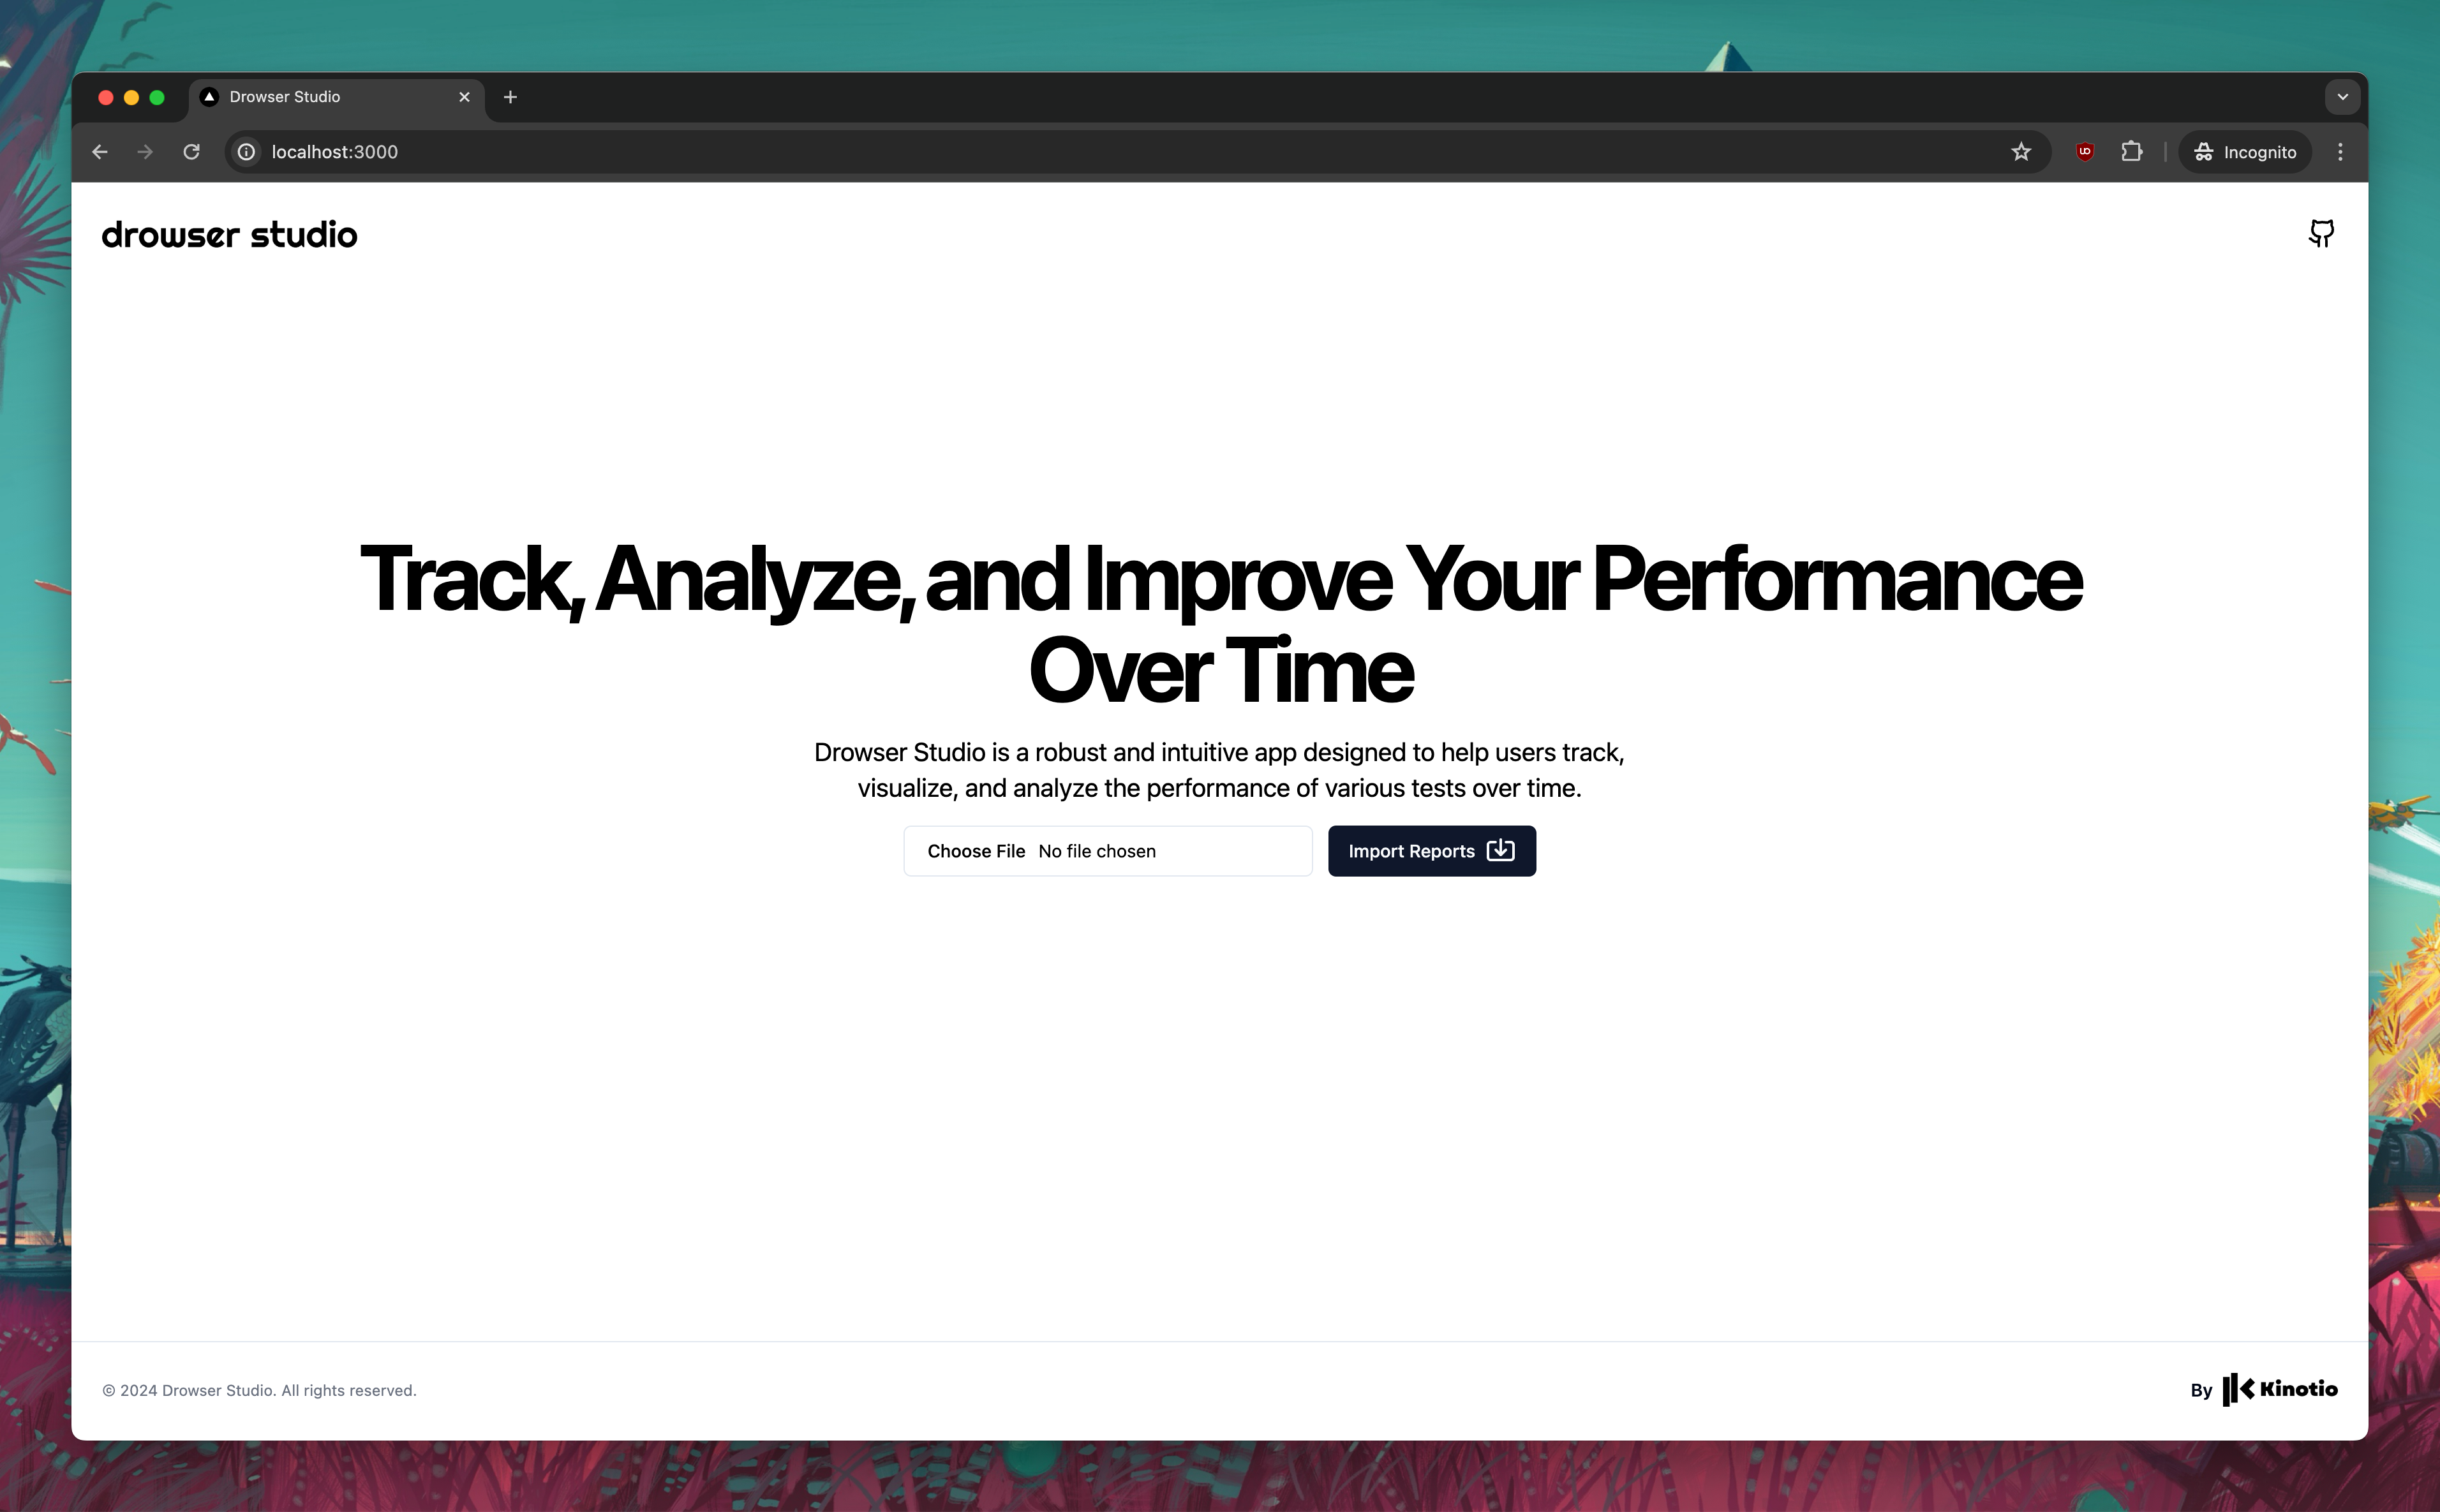 Drowser Studio
localhost:3000
Incognito
drowser studio
Track, Analyze, and Improve Your Performance
Over Time
Drowser Studio is a robust and intuitive app designed to help users track,
visualize, and analyze the performance of various tests over time.
Choose File No file chosen
Import Reports
© 2024 Drowser Studio. All rights reserved.
By Kinotio